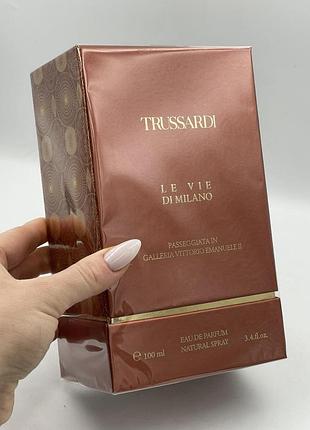 TRUSSARDI
LE VIE
DI MILANO
PASSEGGIATA IN
GALLERIA VITTORIO EMANUELE II
EAU DE PARFUM
NATURAL SPRAY
℮ 100 ml
3.4.fl.oz.